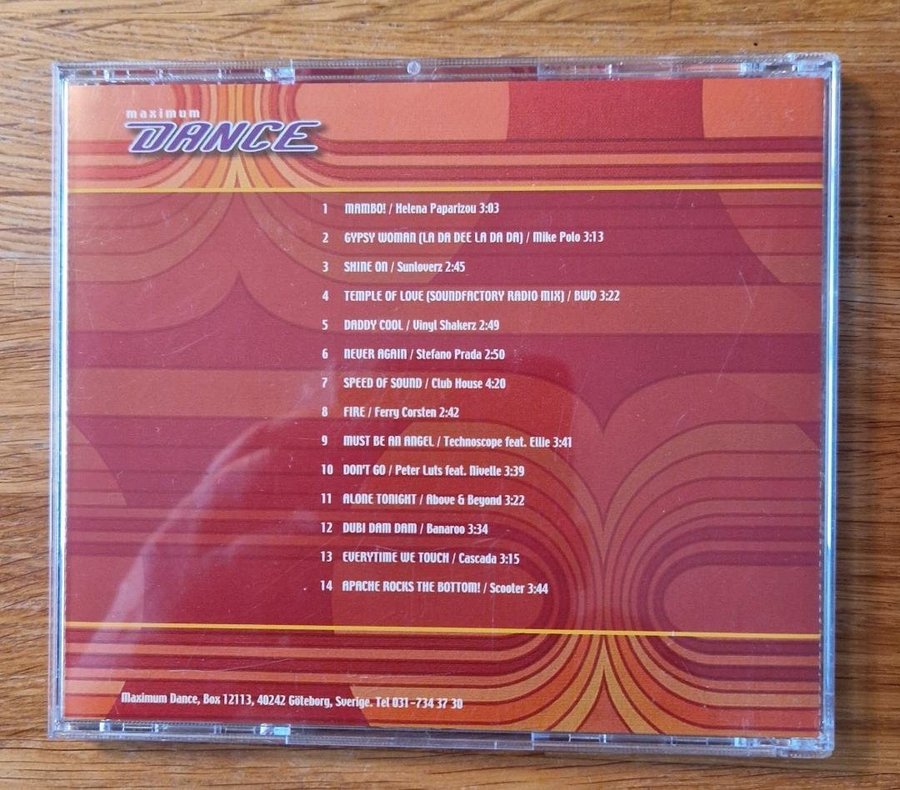 maximum
DANCE
1 MAMBO! / Helena Paparizou 3:03
2 GYPSY WOMAN (LA DA DEE LA DA DA) / Mike Polo 3:13
3 SHINE ON / Sunloverz 2:45
4 TEMPLE OF LOVE (SOUNDFACTORY RADIO MIX) / BWO 3:22
5 DADDY COOL / Vinyl Shakerz 2:49
6 NEVER AGAIN / Stefano Prada 2:50
7 SPEED OF SOUND / Club House 4:20
8 FIRE / Ferry Corsten 2:42
9 MUST BE AN ANGEL / Technoscope feat. Ellie 3:41
10 DON'T GO / Peter Luts feat. Nivelle 3:39
11 ALONE TONIGHT / Above & Beyond 3:22
12 DUBI DAM DAM / Banaroo 3:34
13 EVERYTIME WE TOUCH / Cascada 3:15
14 APACHE ROCKS THE BOTTOM! / Scooter 3:44
Maximum Dance, Box 12113, 40242 Göteborg, Sverige. Tel 031-734 37 30